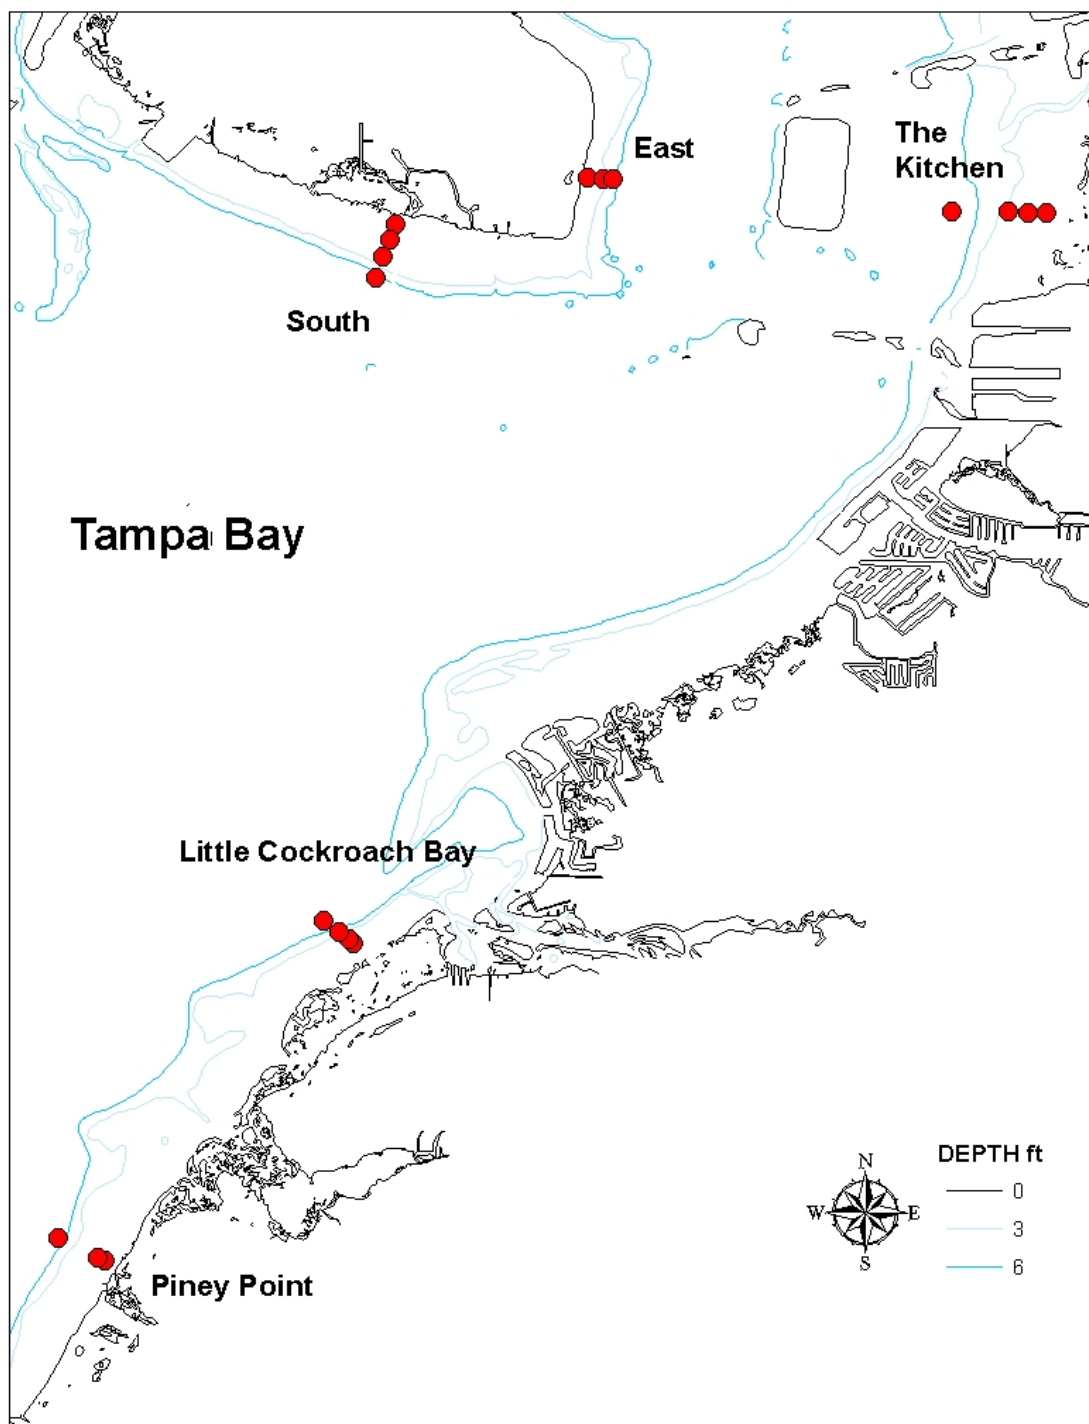 East
The
Kitchen
South
Tampa Bay
Little Cockroach Bay
DEPTH ft
N
0
W E
3
S
6
Piney Point